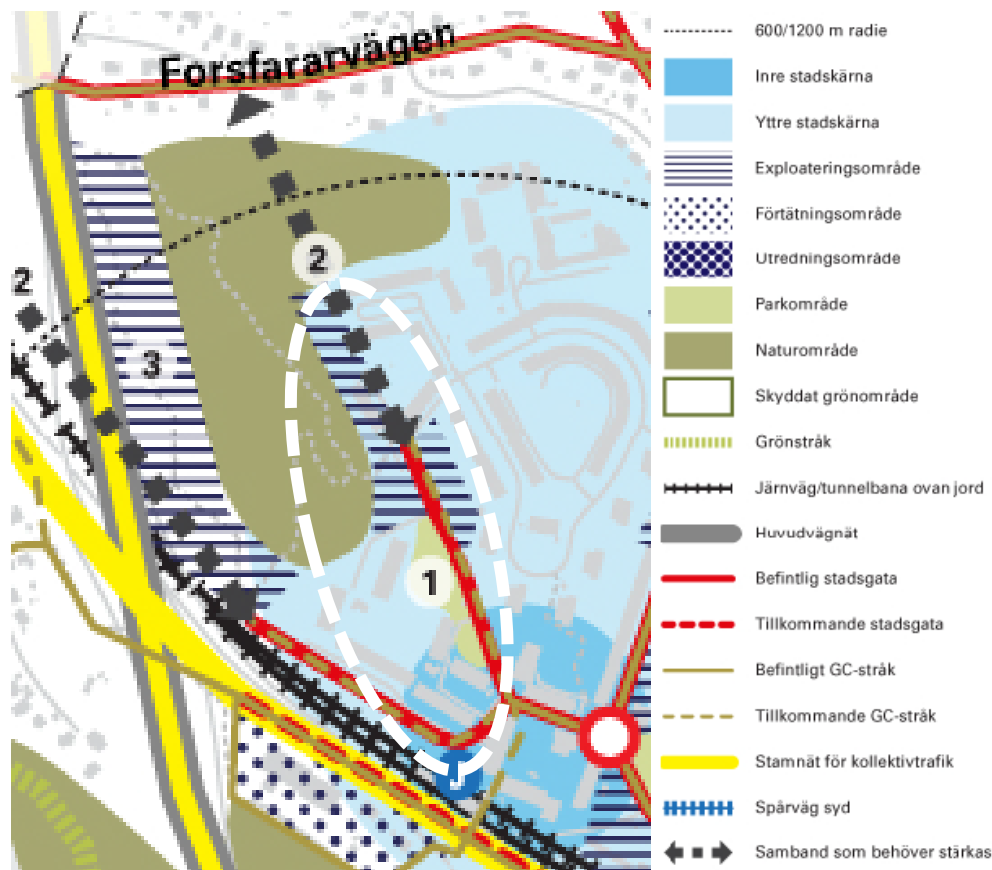 Forsfararvägen
2
2
3
1
600/1200 m radie
Inre stadskärna
Yttre stadskärna
Exploateringsområde
Förtätningsområde
Utredningsområde
Parkområde
Naturområde
Skyddat grönområde
Grönstråk
Järnväg/tunnelbana ovan jord
Huvudvägnät
Befintlig stadsgata
Tillkommande stadsgata
Befintligt GC-stråk
Tillkommande GC-stråk
Stamnät för kollektivtrafik
Spårväg syd
Samband som behöver stärkas